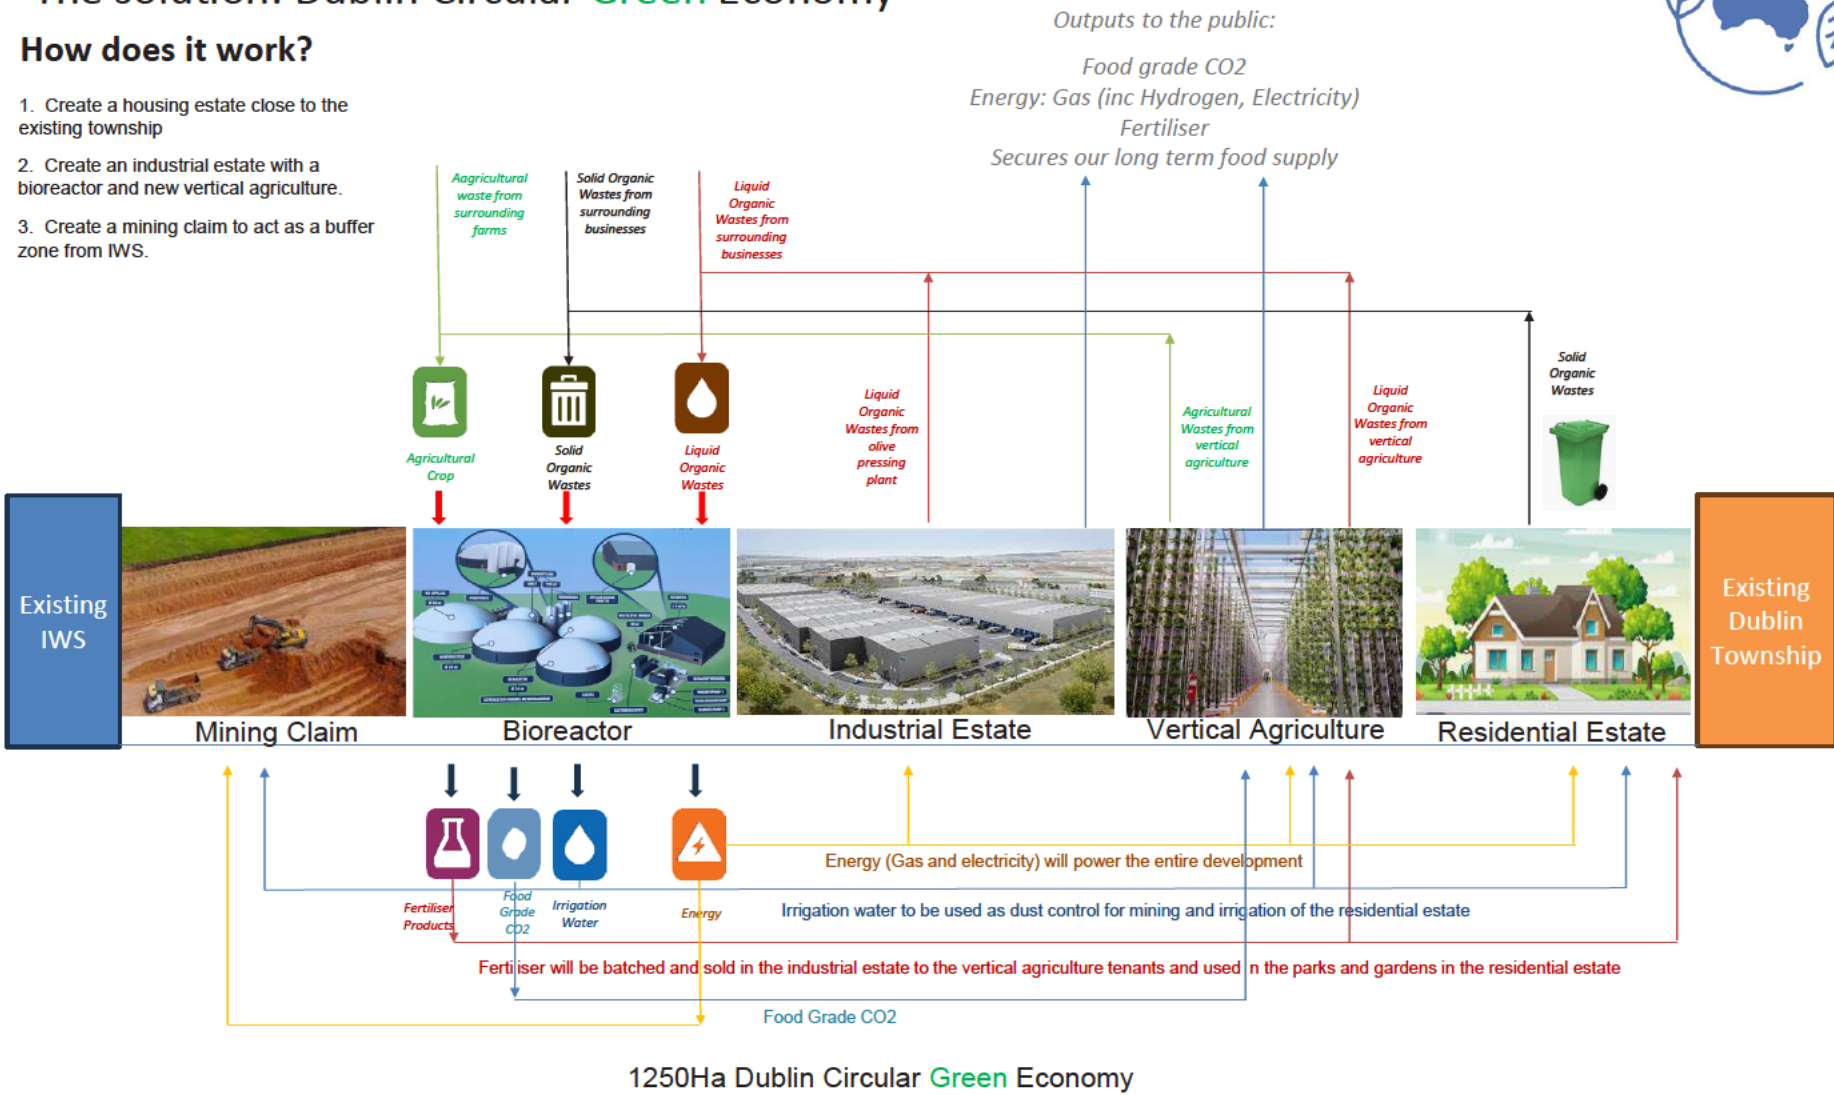 The Solution: Dublin Circular Green Economy
How does it work?
1. Create a housing estate close to the
existing township
2. Create an industrial estate with a
bioreactor and new vertical agriculture.
3. Create a mining claim to act as a buffer
zone from IWS.
Outputs to the public:
Food grade CO2
Energy: Gas (inc Hydrogen, Electricity)
Fertiliser
Secures our long term food supply
Aagricultural
waste from
surrounding
farms
Solid Organic
Wastes from
surrounding
businesses
Liquid
Organic
Wastes from
surrounding
businesses
Agricultural
Crop
Solid
Organic
Wastes
Liquid
Organic
Wastes
Liquid
Organic
Wastes from
olive
pressing
plant
Agricultural
Wastes from
vertical
agriculture
Liquid
Organic
Wastes from
vertical
agriculture
Solid
Organic
Wastes
Existing
IWS
Mining Claim
Bioreactor
Industrial Estate
Vertical Agriculture
Residential Estate
Existing
Dublin
Township
Fertiliser
Products
Food
Grade
CO2
Irrigation
Water
Energy
Energy (Gas and electricity) will power the entire development
Irrigation water to be used as dust control for mining and irrigation of the residential estate
Fertiliser will be batched and sold in the industrial estate to the vertical agriculture tenants and used in the parks and gardens in the residential estate
Food Grade CO2
1250Ha Dublin Circular Green Economy